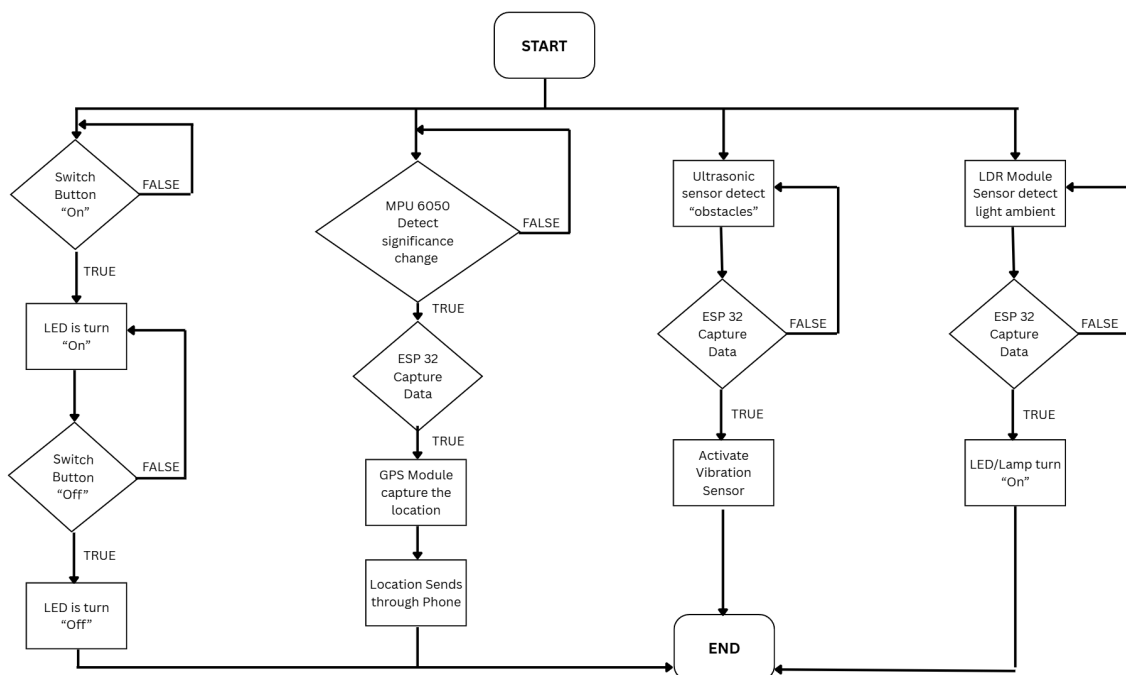 START
Switch
Button
“On”
FALSE
TRUE
LED is turn
“On”
Switch
Button
“Off”
FALSE
TRUE
LED is turn
“Off”
MPU 6050
Detect
significance
change
FALSE
TRUE
ESP 32
Capture
Data
TRUE
GPS Module
capture the
location
Location Sends
through Phone
Ultrasonic
sensor detect
“obstacles”
ESP 32
Capture
Data
FALSE
TRUE
Activate
Vibration
Sensor
LDR Module
Sensor detect
light ambient
ESP 32
Capture
Data
FALSE
TRUE
LED/Lamp turn
“On”
END